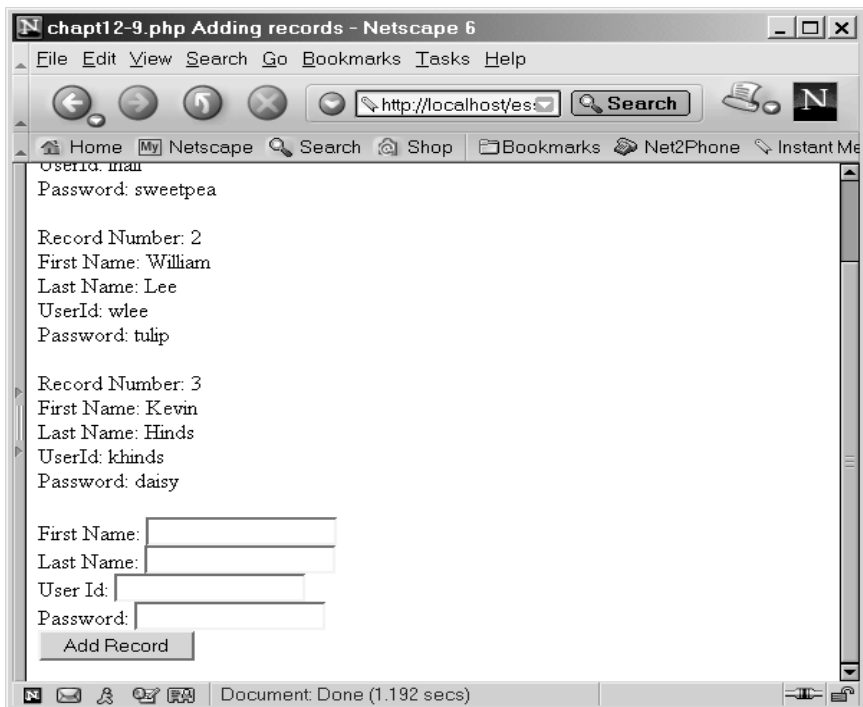 N chapt12-9.php Adding records - Netscape 6
File Edit View Search Go Bookmarks Tasks Help
http://localhost/es Search N
Home My Netscape Search Shop Bookmarks Net2Phone Instant Me
UserId:
Password: sweetpea
Record Number: 2
First Name: William
Last Name: Lee
UserId: wlee
Password: tulip
Record Number: 3
First Name: Kevin
Last Name: Hinds
UserId: khinds
Password: daisy
First Name:
Last Name:
User Id:
Password:
Add Record
N Document: Done (1.192 secs)